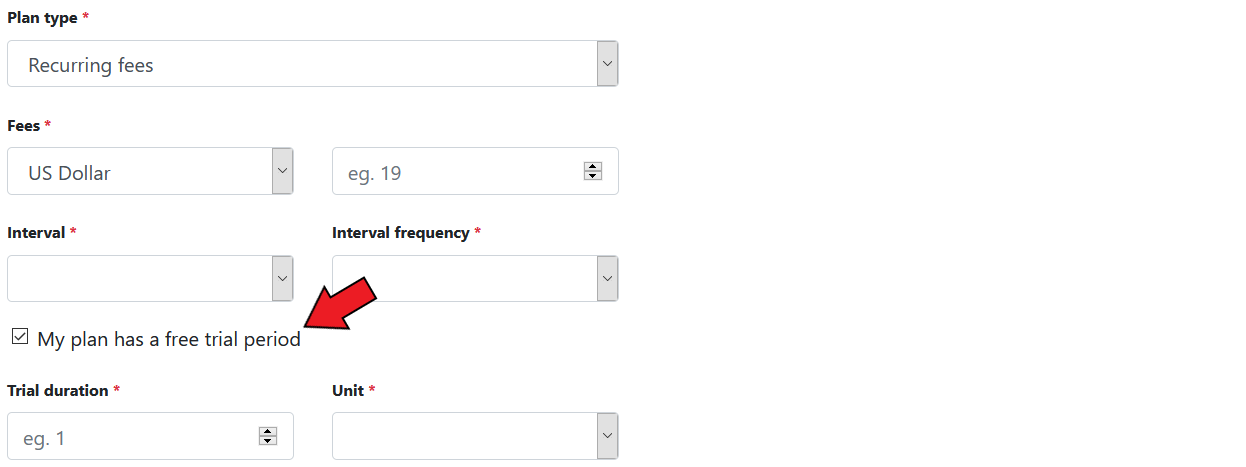 Plan type *
Recurring fees
Fees *
US Dollar eg. 19
Interval * Interval frequency *
My plan has a free trial period
Trial duration * Unit *
eg. 1